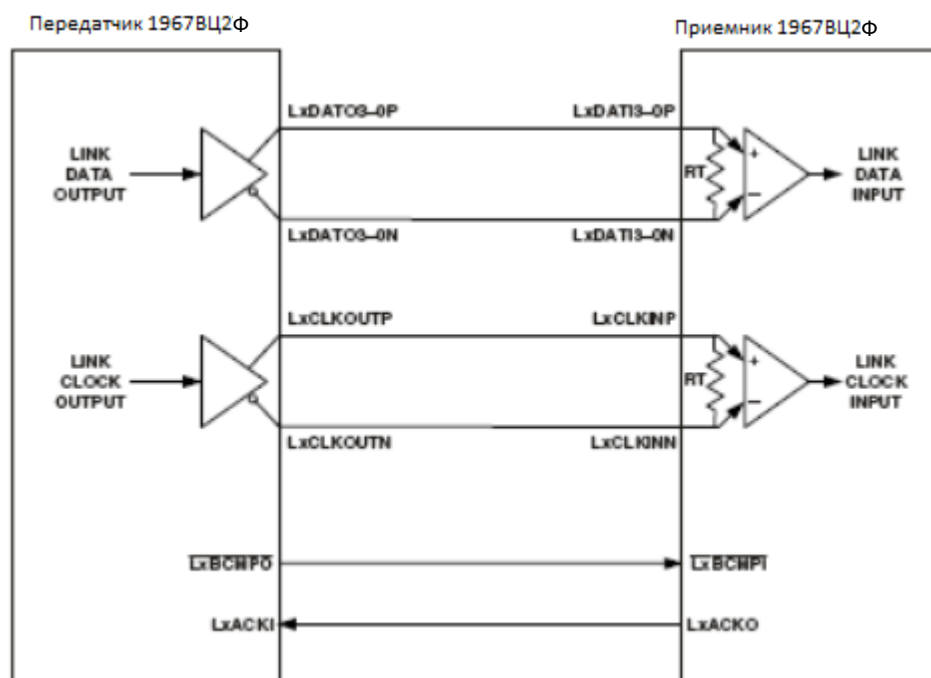 Передатчик 1967ВЦ2Ф
Приемник 1967ВЦ2Ф
LxDATO3–0P
LxDATI3–0P
LINK
DATA
OUTPUT
RT
+
–
LINK
DATA
INPUT
LxDATO3–0N
LxDATI3–0N
LxCLKOUTP
LxCLKINP
LINK
CLOCK
OUTPUT
RT
+
–
LINK
CLOCK
INPUT
LxCLKOUTN
LxCLKINN
LxBCMPO
LxBCMPI
LxACKI
LxACKO